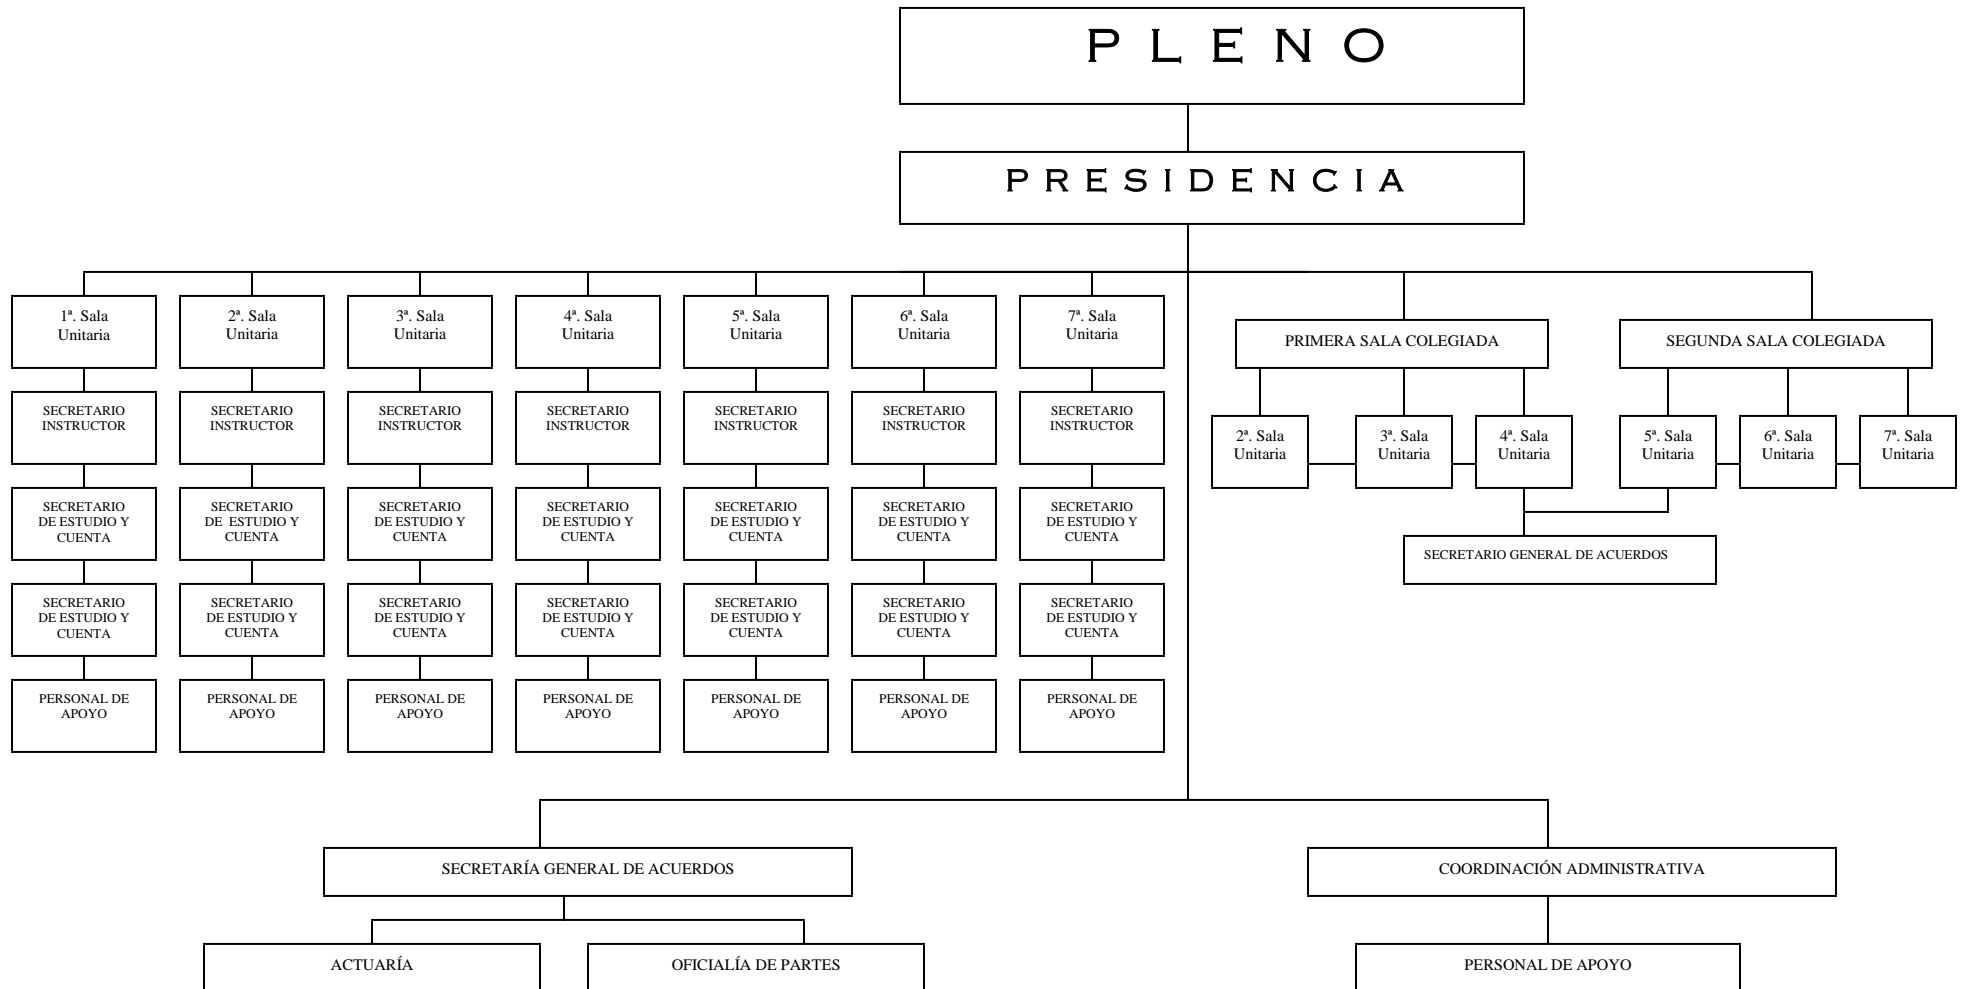 P L E N O
P R E S I D E N C I A
1ª. Sala
Unitaria
2ª. Sala
Unitaria
3ª. Sala
Unitaria
4ª. Sala
Unitaria
5ª. Sala
Unitaria
6ª. Sala
Unitaria
7ª. Sala
Unitaria
PRIMERA SALA COLEGIADA
SEGUNDA SALA COLEGIADA
SECRETARIO
INSTRUCTOR
SECRETARIO
INSTRUCTOR
SECRETARIO
INSTRUCTOR
SECRETARIO
INSTRUCTOR
SECRETARIO
INSTRUCTOR
SECRETARIO
INSTRUCTOR
SECRETARIO
INSTRUCTOR
2ª. Sala
Unitaria
3ª. Sala
Unitaria
4ª. Sala
Unitaria
5ª. Sala
Unitaria
6ª. Sala
Unitaria
7ª. Sala
Unitaria
SECRETARIO
DE ESTUDIO Y
CUENTA
SECRETARIO
DE ESTUDIO Y
CUENTA
SECRETARIO
DE ESTUDIO Y
CUENTA
SECRETARIO
DE ESTUDIO Y
CUENTA
SECRETARIO
DE ESTUDIO Y
CUENTA
SECRETARIO
DE ESTUDIO Y
CUENTA
SECRETARIO
DE ESTUDIO Y
CUENTA
SECRETARIO GENERAL DE ACUERDOS
SECRETARIO
DE ESTUDIO Y
CUENTA
SECRETARIO
DE ESTUDIO Y
CUENTA
SECRETARIO
DE ESTUDIO Y
CUENTA
SECRETARIO
DE ESTUDIO Y
CUENTA
SECRETARIO
DE ESTUDIO Y
CUENTA
SECRETARIO
DE ESTUDIO Y
CUENTA
SECRETARIO
DE ESTUDIO Y
CUENTA
PERSONAL DE
APOYO
PERSONAL DE
APOYO
PERSONAL DE
APOYO
PERSONAL DE
APOYO
PERSONAL DE
APOYO
PERSONAL DE
APOYO
PERSONAL DE
APOYO
SECRETARÍA GENERAL DE ACUERDOS
COORDINACIÓN ADMINISTRATIVA
ACTUARÍA
OFICIALÍA DE PARTES
PERSONAL DE APOYO